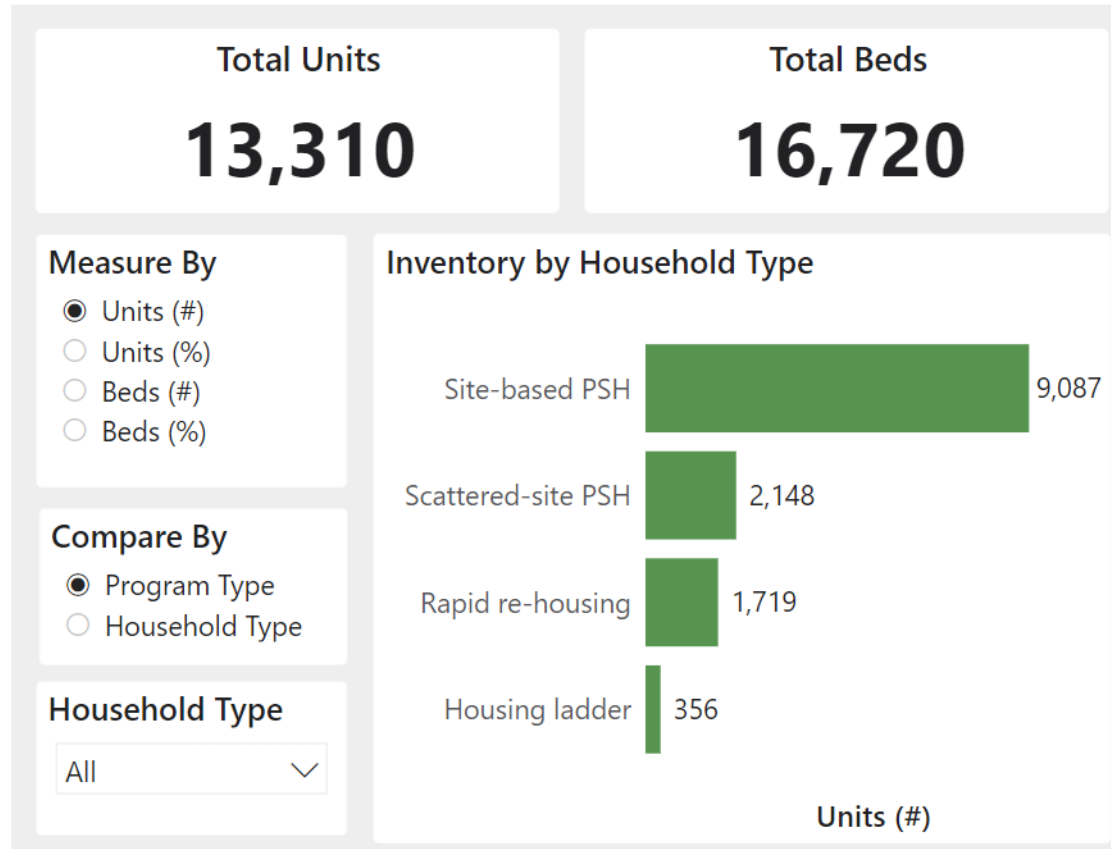 Total Units
13,310
Total Beds
16,720
Measure By
Units (#)
Units (%)
Beds (#)
Beds (%)
Compare By
Program Type
Household Type
Household Type
All
Inventory by Household Type
Site-based PSH 9,087
Scattered-site PSH 2,148
Rapid re-housing 1,719
Housing ladder 356
Units (#)